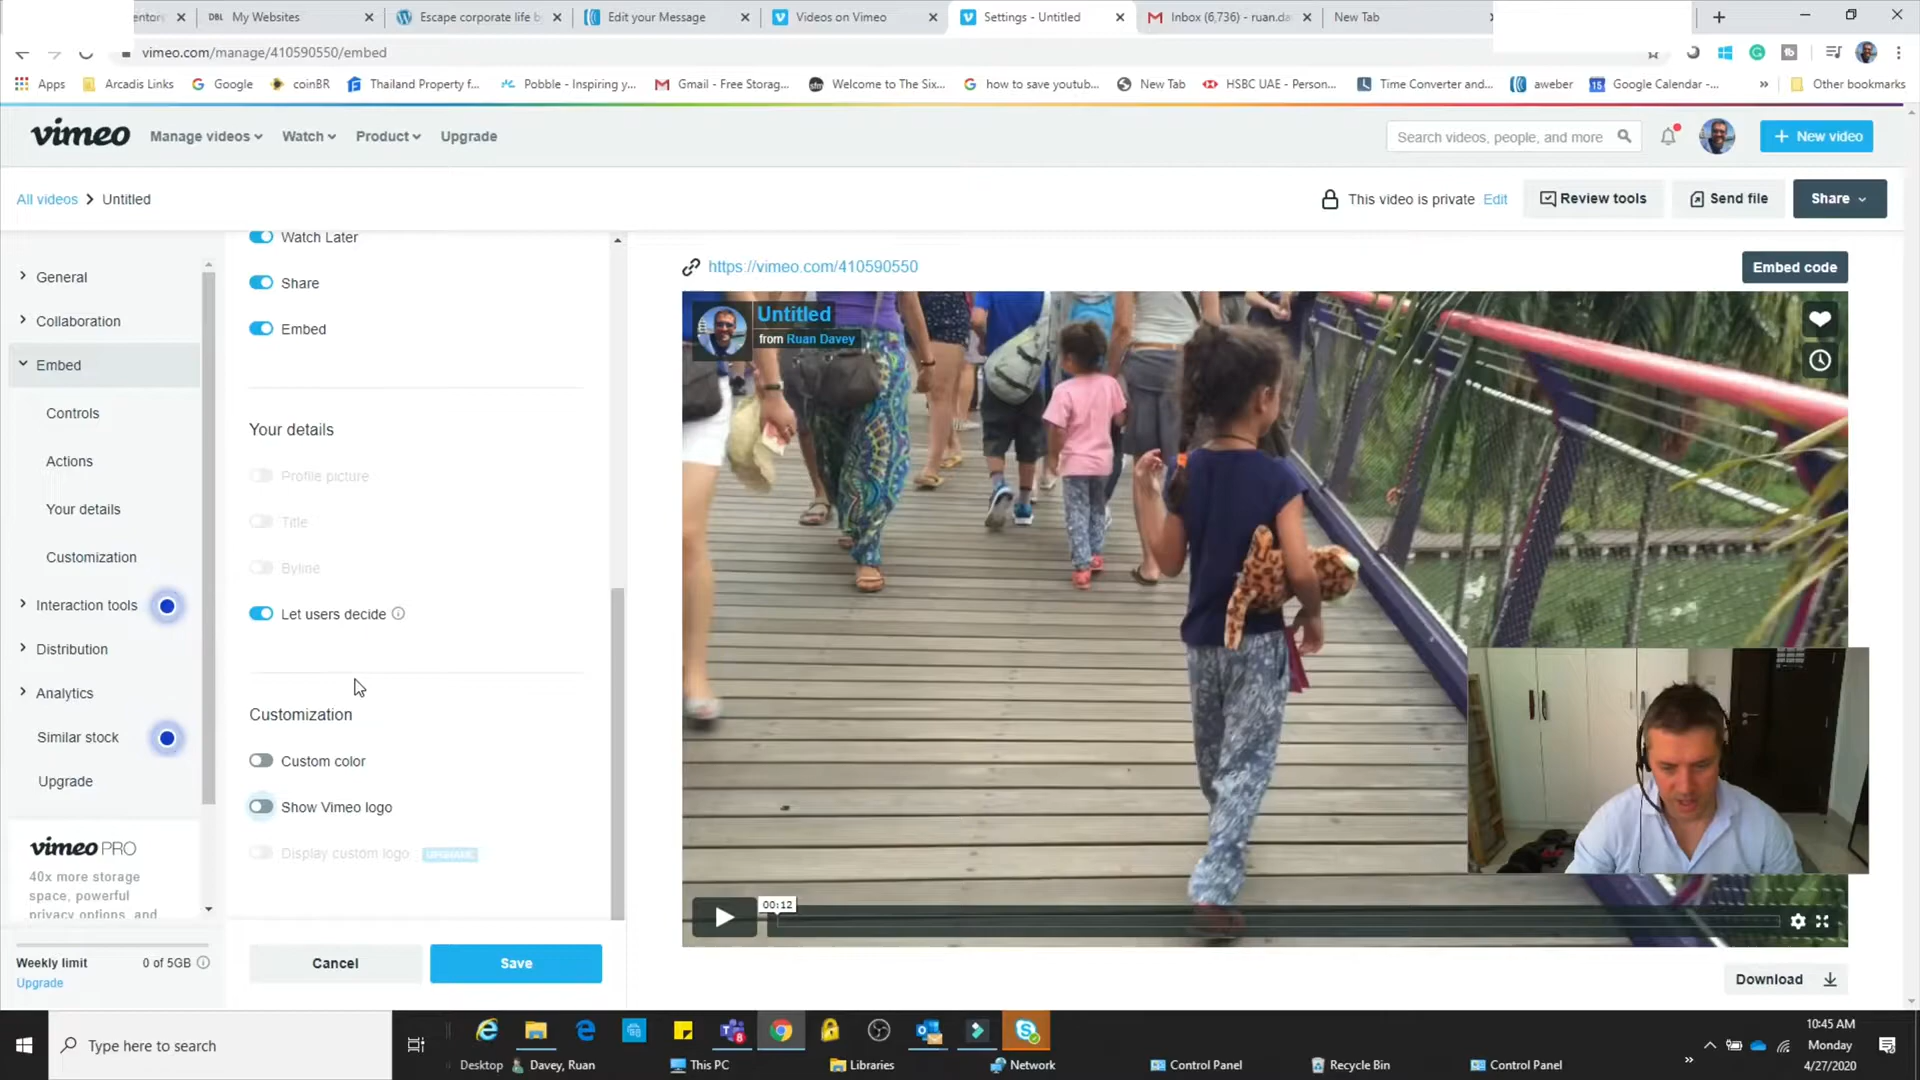 entory
DBL My Websites
Escape corporate life b
Edit your Message
Videos on Vimeo
Settings - Untitled
Inbox (6,736) - ruan.da
New Tab
vimeo.com/manage/410590550/embed
Apps
Arcadis Links
Google
coinBR
Thailand Property f...
Pobble - Inspiring y...
Gmail - Free Storag...
Welcome to The Six...
how to save youtub...
New Tab
HSBC UAE - Person...
Time Converter and...
aweber
15 Google Calendar -...
Other bookmarks
vimeo
Manage videos
Watch
Product
Upgrade
Search videos, people, and more
New video
All videos > Untitled
This video is private Edit
Review tools
Send file
Share
General
Collaboration
Embed
Controls
Actions
Your details
Customization
Interaction tools
Distribution
Analytics
Similar stock
Upgrade
vimeo PRO
40x more storage
space, powerful
privacy options, and
Weekly limit 0 of 5GB
Upgrade
Watch Later
Share
Embed
Your details
Profile picture
Title
Byline
Let users decide
Customization
Custom color
Show Vimeo logo
Display custom logo UPGRADE
Cancel
Save
https://vimeo.com/410590550
Embed code
Untitled
from Ruan Davey
00:12
Download
Type here to search
Desktop
Davey, Ruan
This PC
Libraries
Network
Control Panel
Recycle Bin
Control Panel
10:45 AM
Monday
4/27/2020